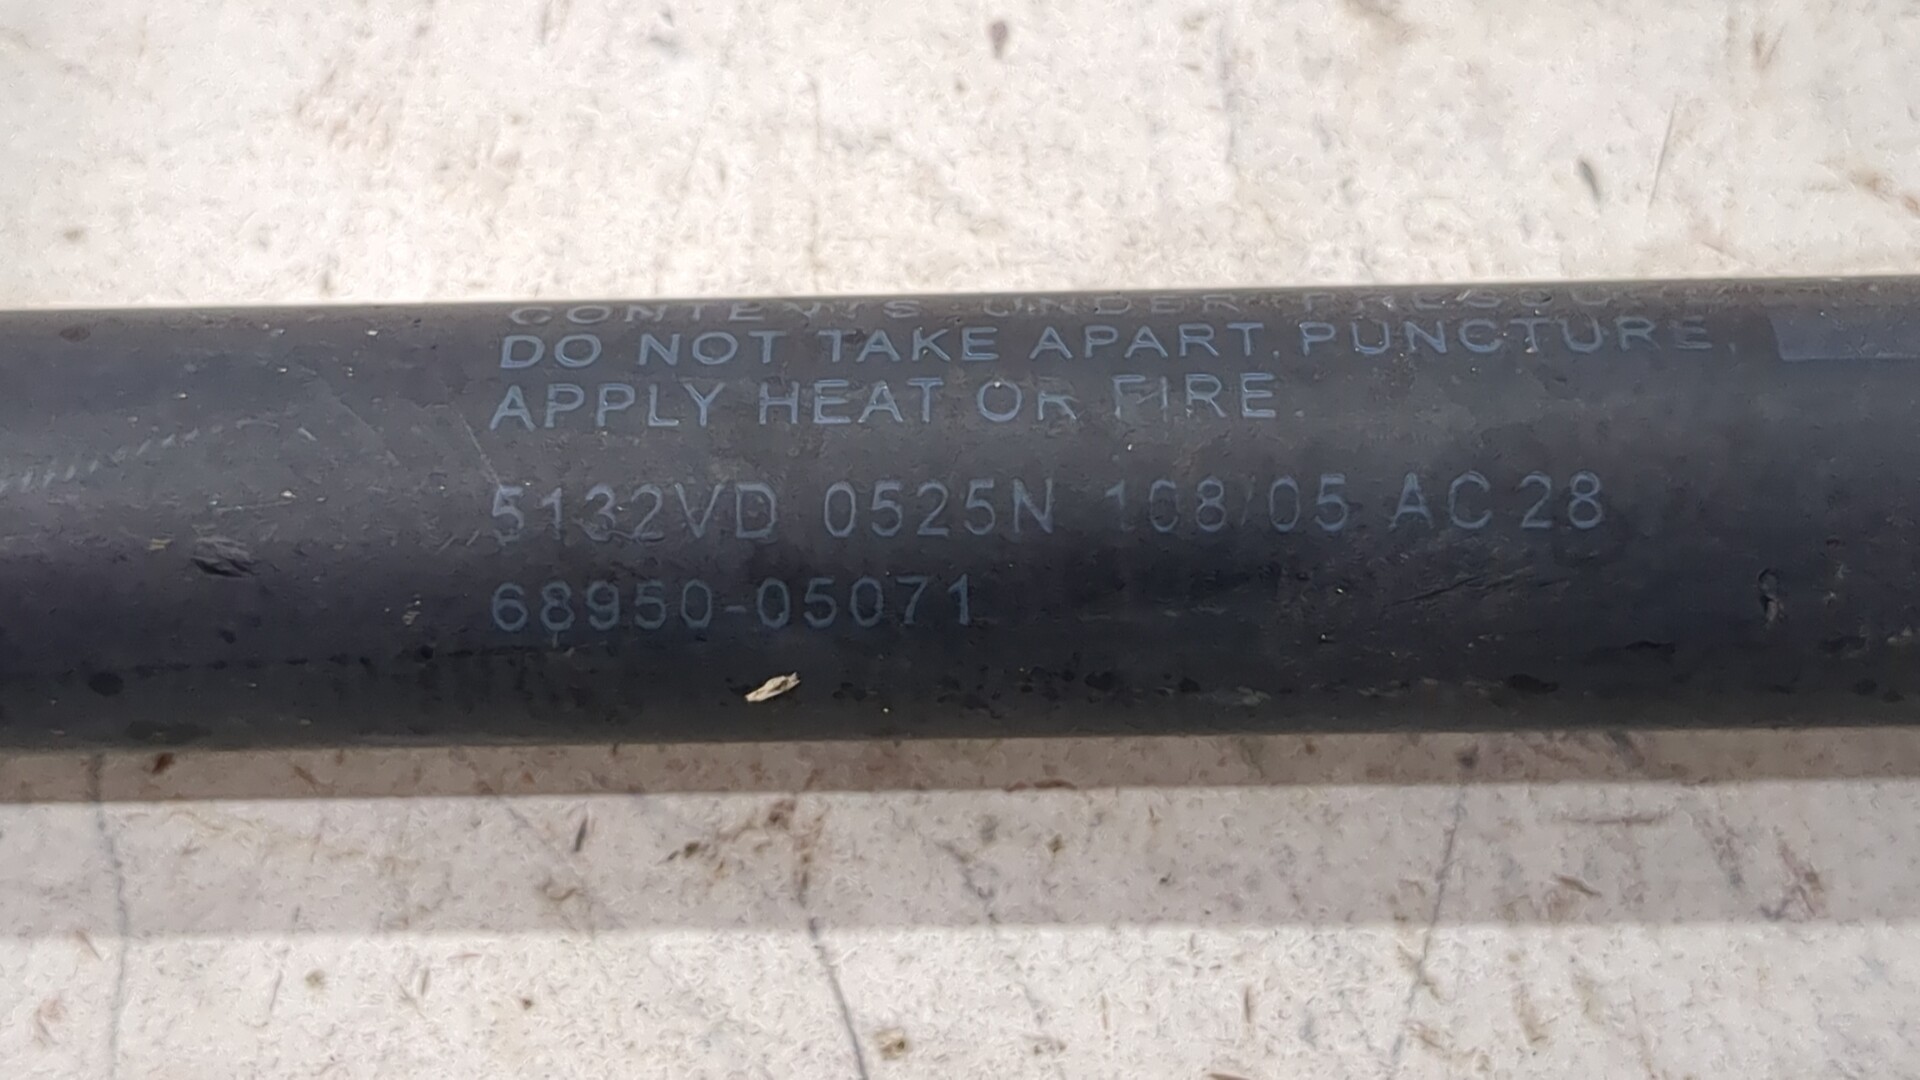 CONTENTS UNDER PRESSURE
DO NOT TAKE APART, PUNCTURE,
APPLY HEAT OR FIRE.
5132VD 0525N 108/05 AC 28
68950-05071